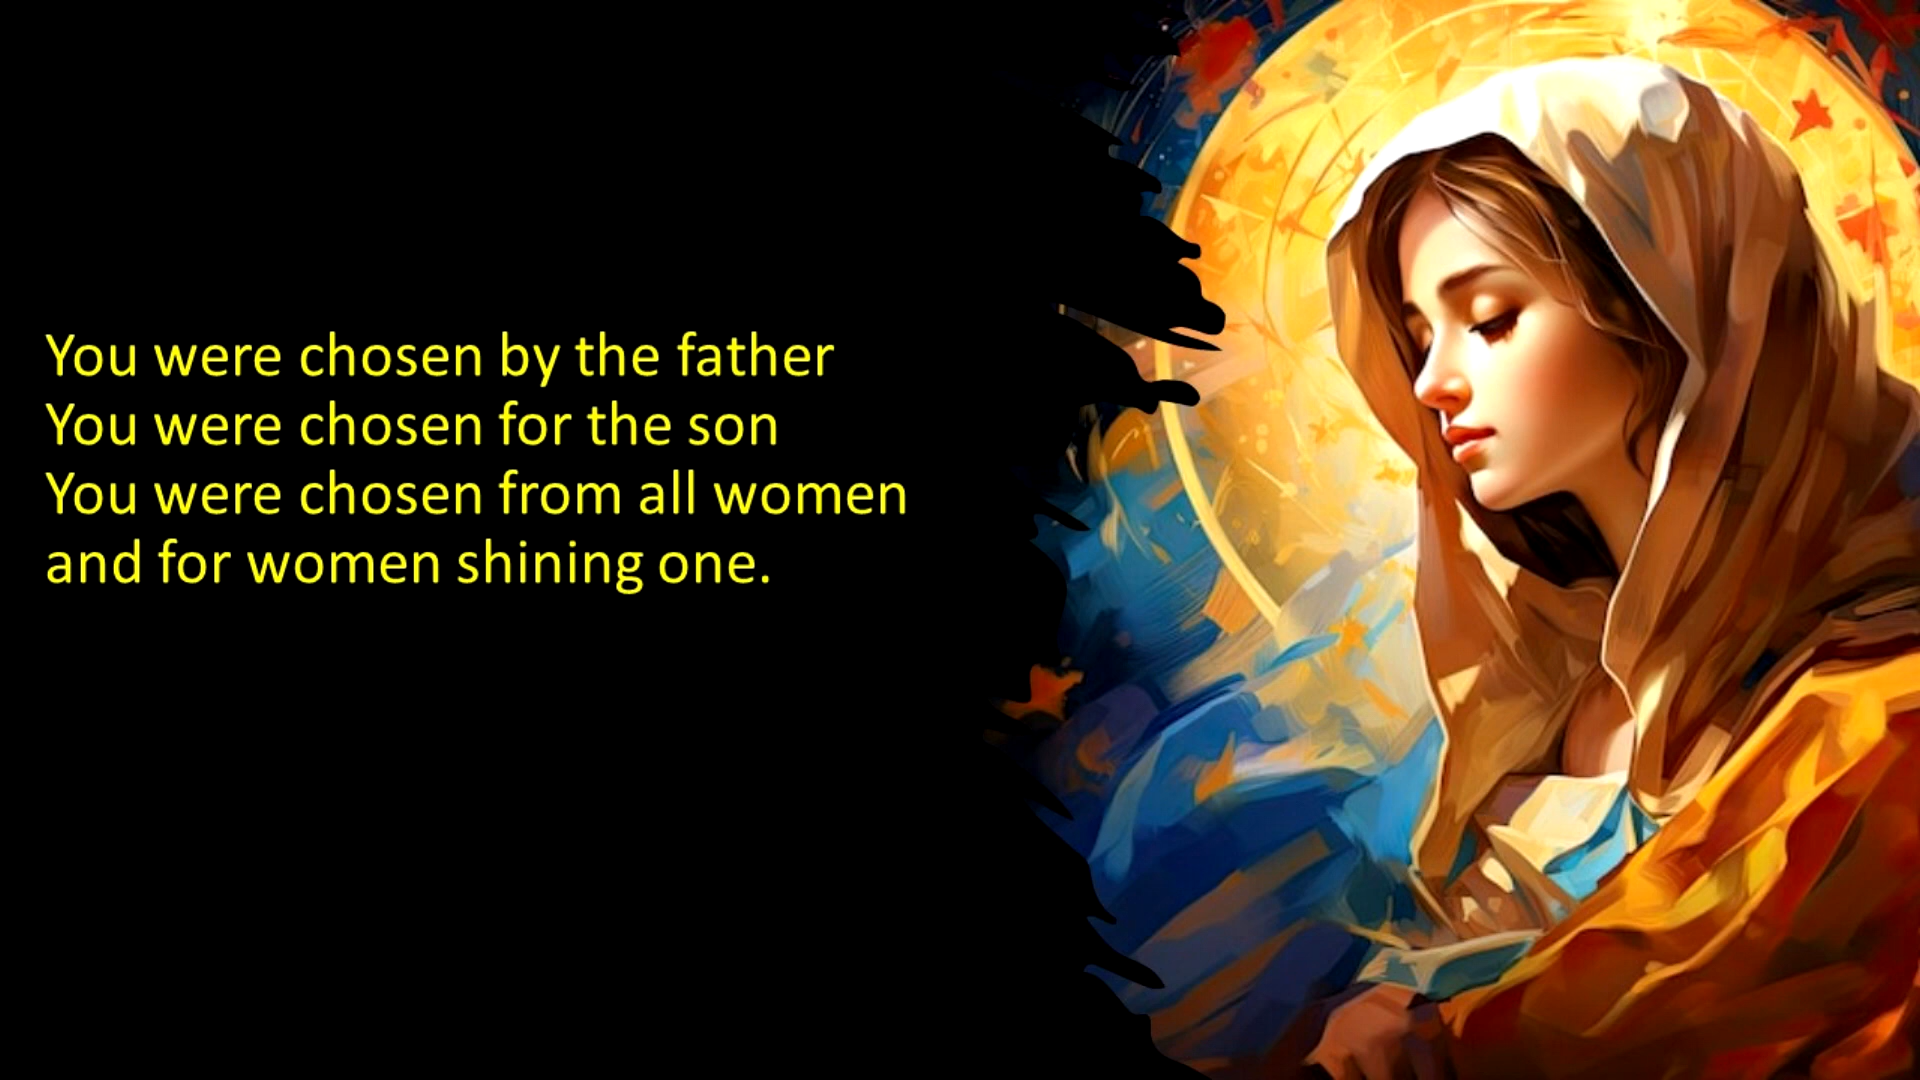 You were chosen by the father
You were chosen for the son
You were chosen from all women
and for women shining one.